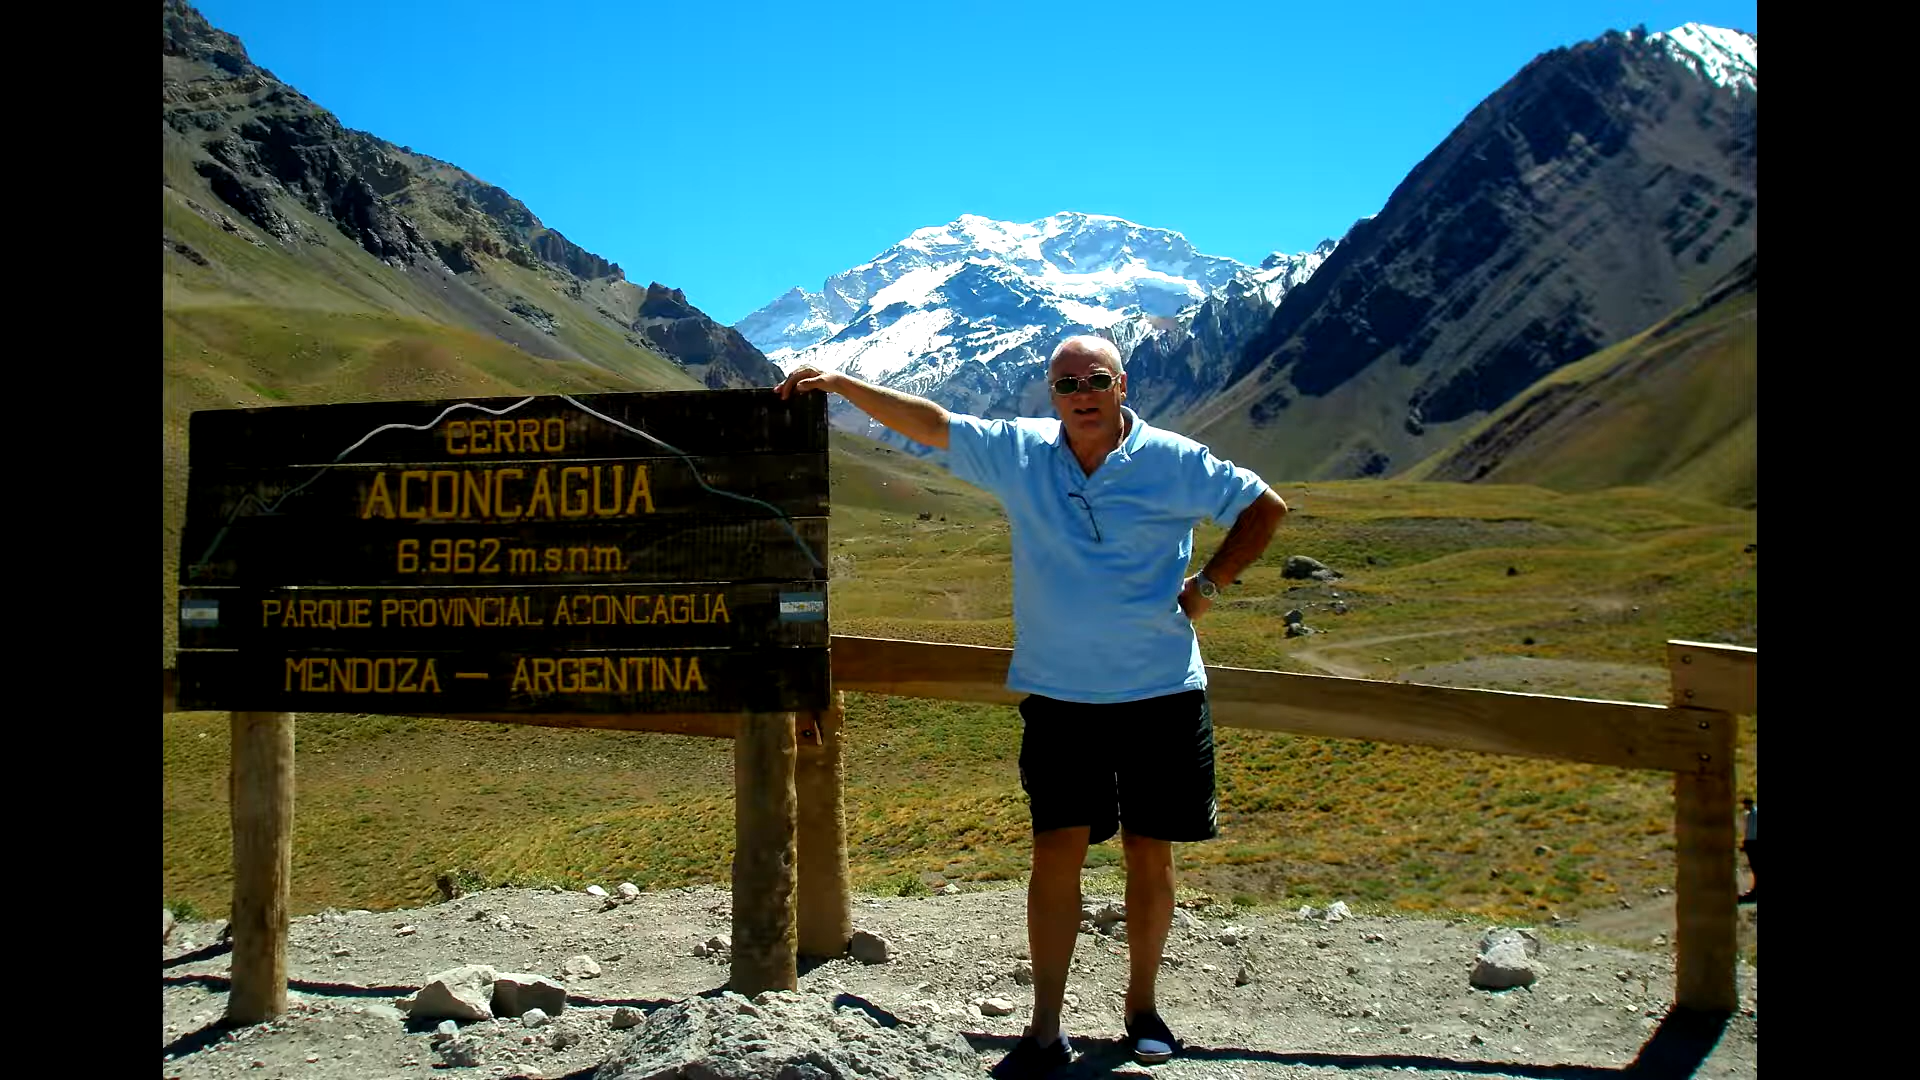 CERRO
ACONCAGUA
6.962 m.s.n.m.
PARQUE PROVINCIAL ACONCAGUA
MENDOZA — ARGENTINA